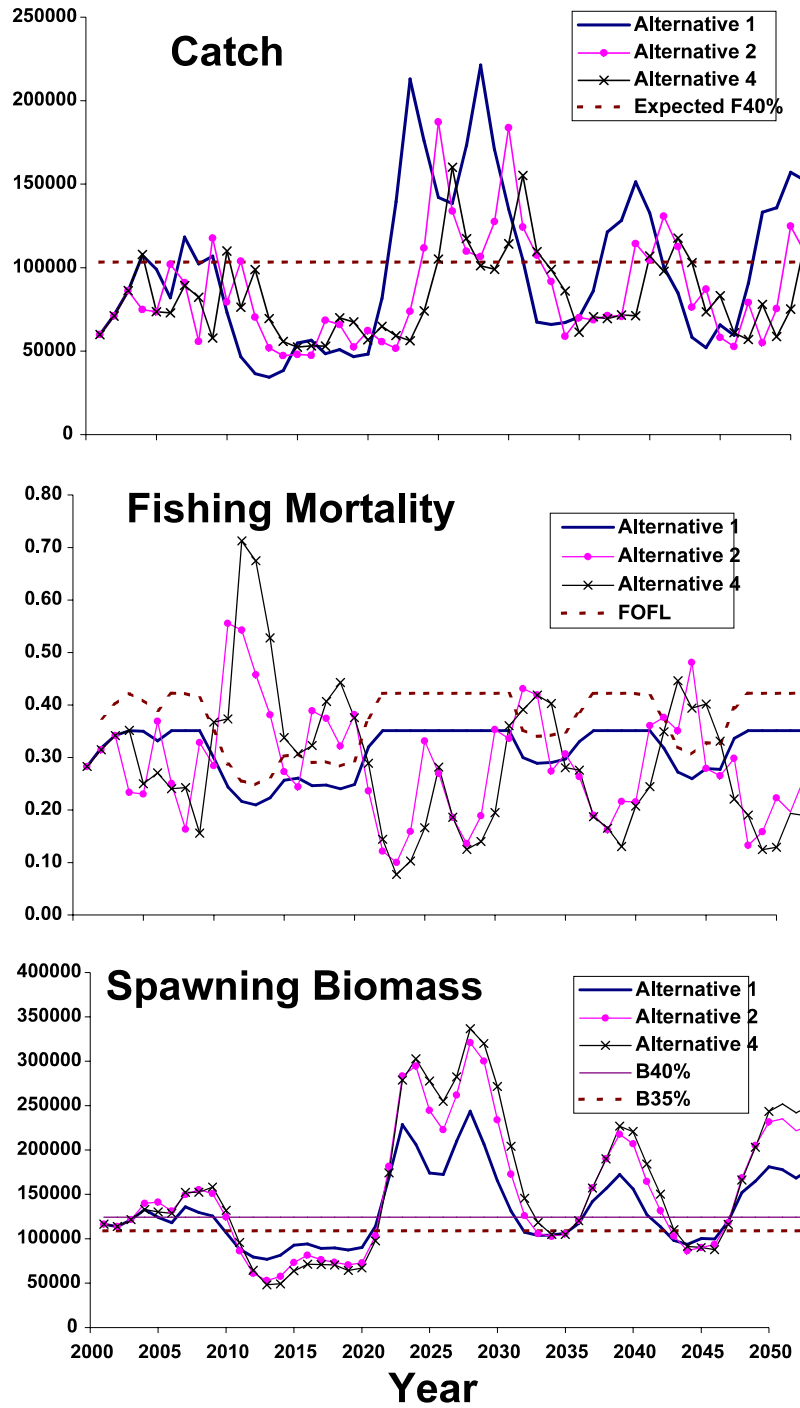 250000
Catch
Alternative 1
Alternative 2
Alternative 4
Expected F40%
200000
150000
100000
50000
0
0.80
Fishing Mortality
Alternative 1
Alternative 2
Alternative 4
FOFL
0.70
0.60
0.50
0.40
0.30
0.20
0.10
0.00
400000
Spawning Biomass
Alternative 1
Alternative 2
Alternative 4
B40%
B35%
350000
300000
250000
200000
150000
100000
50000
0
2000 2005 2010 2015 2020 2025 2030 2035 2040 2045 2050
Year